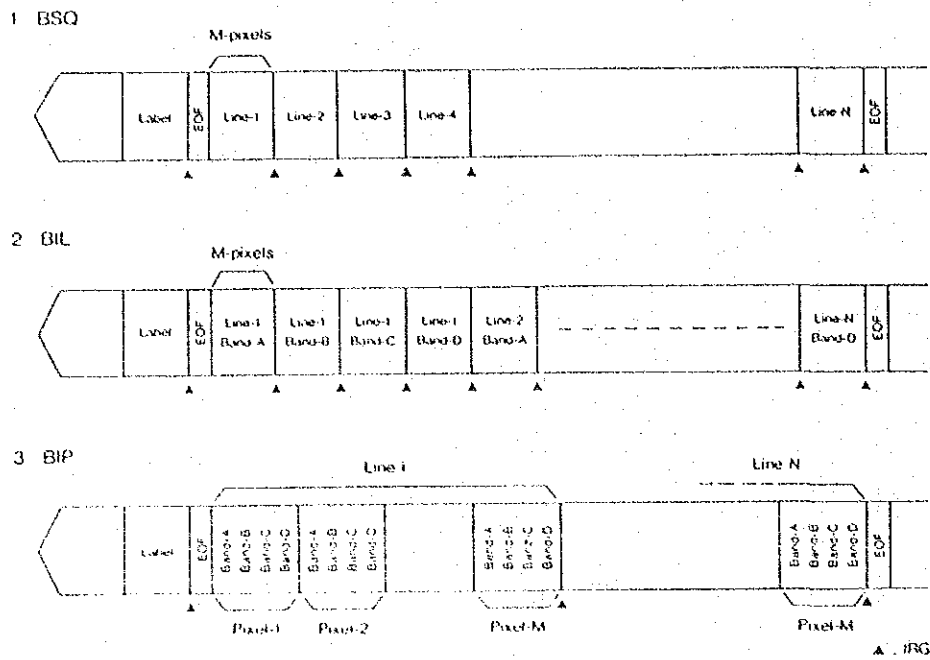 1 BSQ
M-pixels
Label EOF Line-1 Line-2 Line-3 Line-4 Line-N EOF
2 BIL
M-pixels
Label EOF Line-1 Band-A Line-1 Band-B Line-1 Band-C Line-1 Band-D Line-2 Band-A Line-N Band-D EOF
3 BIP
Line 1 Line N
Label EOF Band-A Band-B Band-C Band-D Band-A Band-B Band-C Band-D Band-A Band-B Band-C Band-D Band-A Band-B Band-C Band-D EOF
Pixel-1 Pixel-2 Pixel-M Pixel-M
▲ : IRG